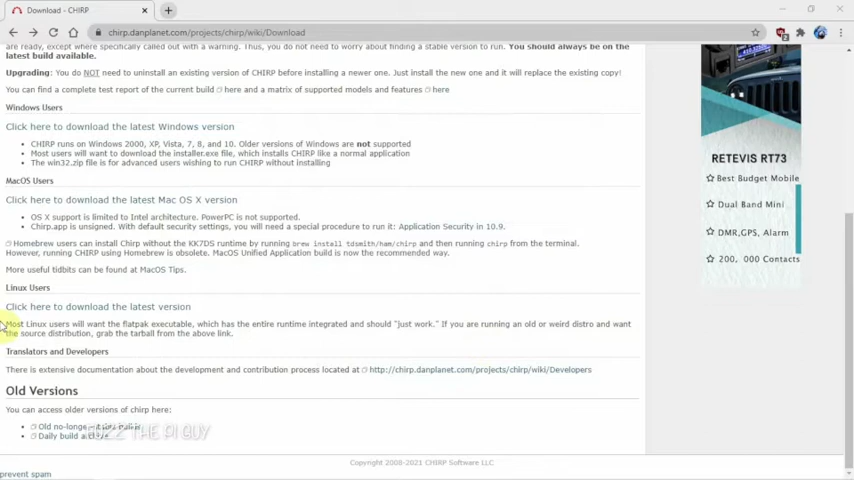 Download - CHIRP
chirp.danplanet.com/projects/chirp/wiki/Download
are ready, except where specifically called out with a warning. Thus, you do not need to worry about finding a stable version to run. You should always be on the
latest build available.
Upgrading: You do NOT need to uninstall an existing version of CHIRP before installing a newer one. Just install the new one and it will replace the existing copy!
You can find a complete test report of the current build here and a matrix of supported models and features here
Windows Users
Click here to download the latest Windows version
CHIRP runs on Windows 2000, XP, Vista, 7, 8, and 10. Older versions of Windows are not supported
Most users will want to download the installer.exe file, which installs CHIRP like a normal application
The win32.zip file is for advanced users wishing to run CHIRP without installing
MacOS Users
Click here to download the latest Mac OS X version
OS X support is limited to Intel architecture. PowerPC is not supported.
Chirp.app is unsigned. With default security settings, you will need a special procedure to run it: Application Security in 10.9.
Homebrew users can install Chirp without the KK7DS runtime by running brew install tdsmith/ham/chirp and then running chirp from the terminal.
However, running CHIRP using Homebrew is obsolete. MacOS Unified Application build is now the recommended way.
More useful tidbits can be found at MacOS Tips.
Linux Users
Click here to download the latest version
Most Linux users will want the flatpak executable, which has the entire runtime integrated and should "just work." If you are running an old or weird distro and want
the source distribution, grab the tarball from the above link.
Translators and Developers
There is extensive documentation about the development and contribution process located at http://chirp.danplanet.com/projects/chirp/wiki/Developers
Old Versions
You can access older versions of chirp here:
Old no-longer
Daily build
THE PI GUY
Copyright 2008-2021 CHIRP Software LLC
prevent spam
RETEVIS RT73
Best Budget Mobile
Dual Band Mini
DMR,GPS, Alarm
200, 000 Contacts